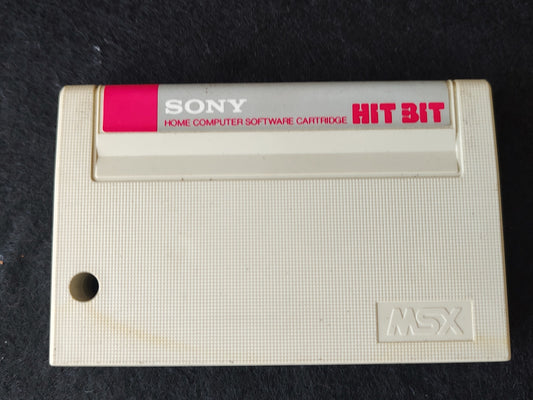 SONY
HOME COMPUTER SOFTWARE CARTRIDGE HIT BIT
MSX